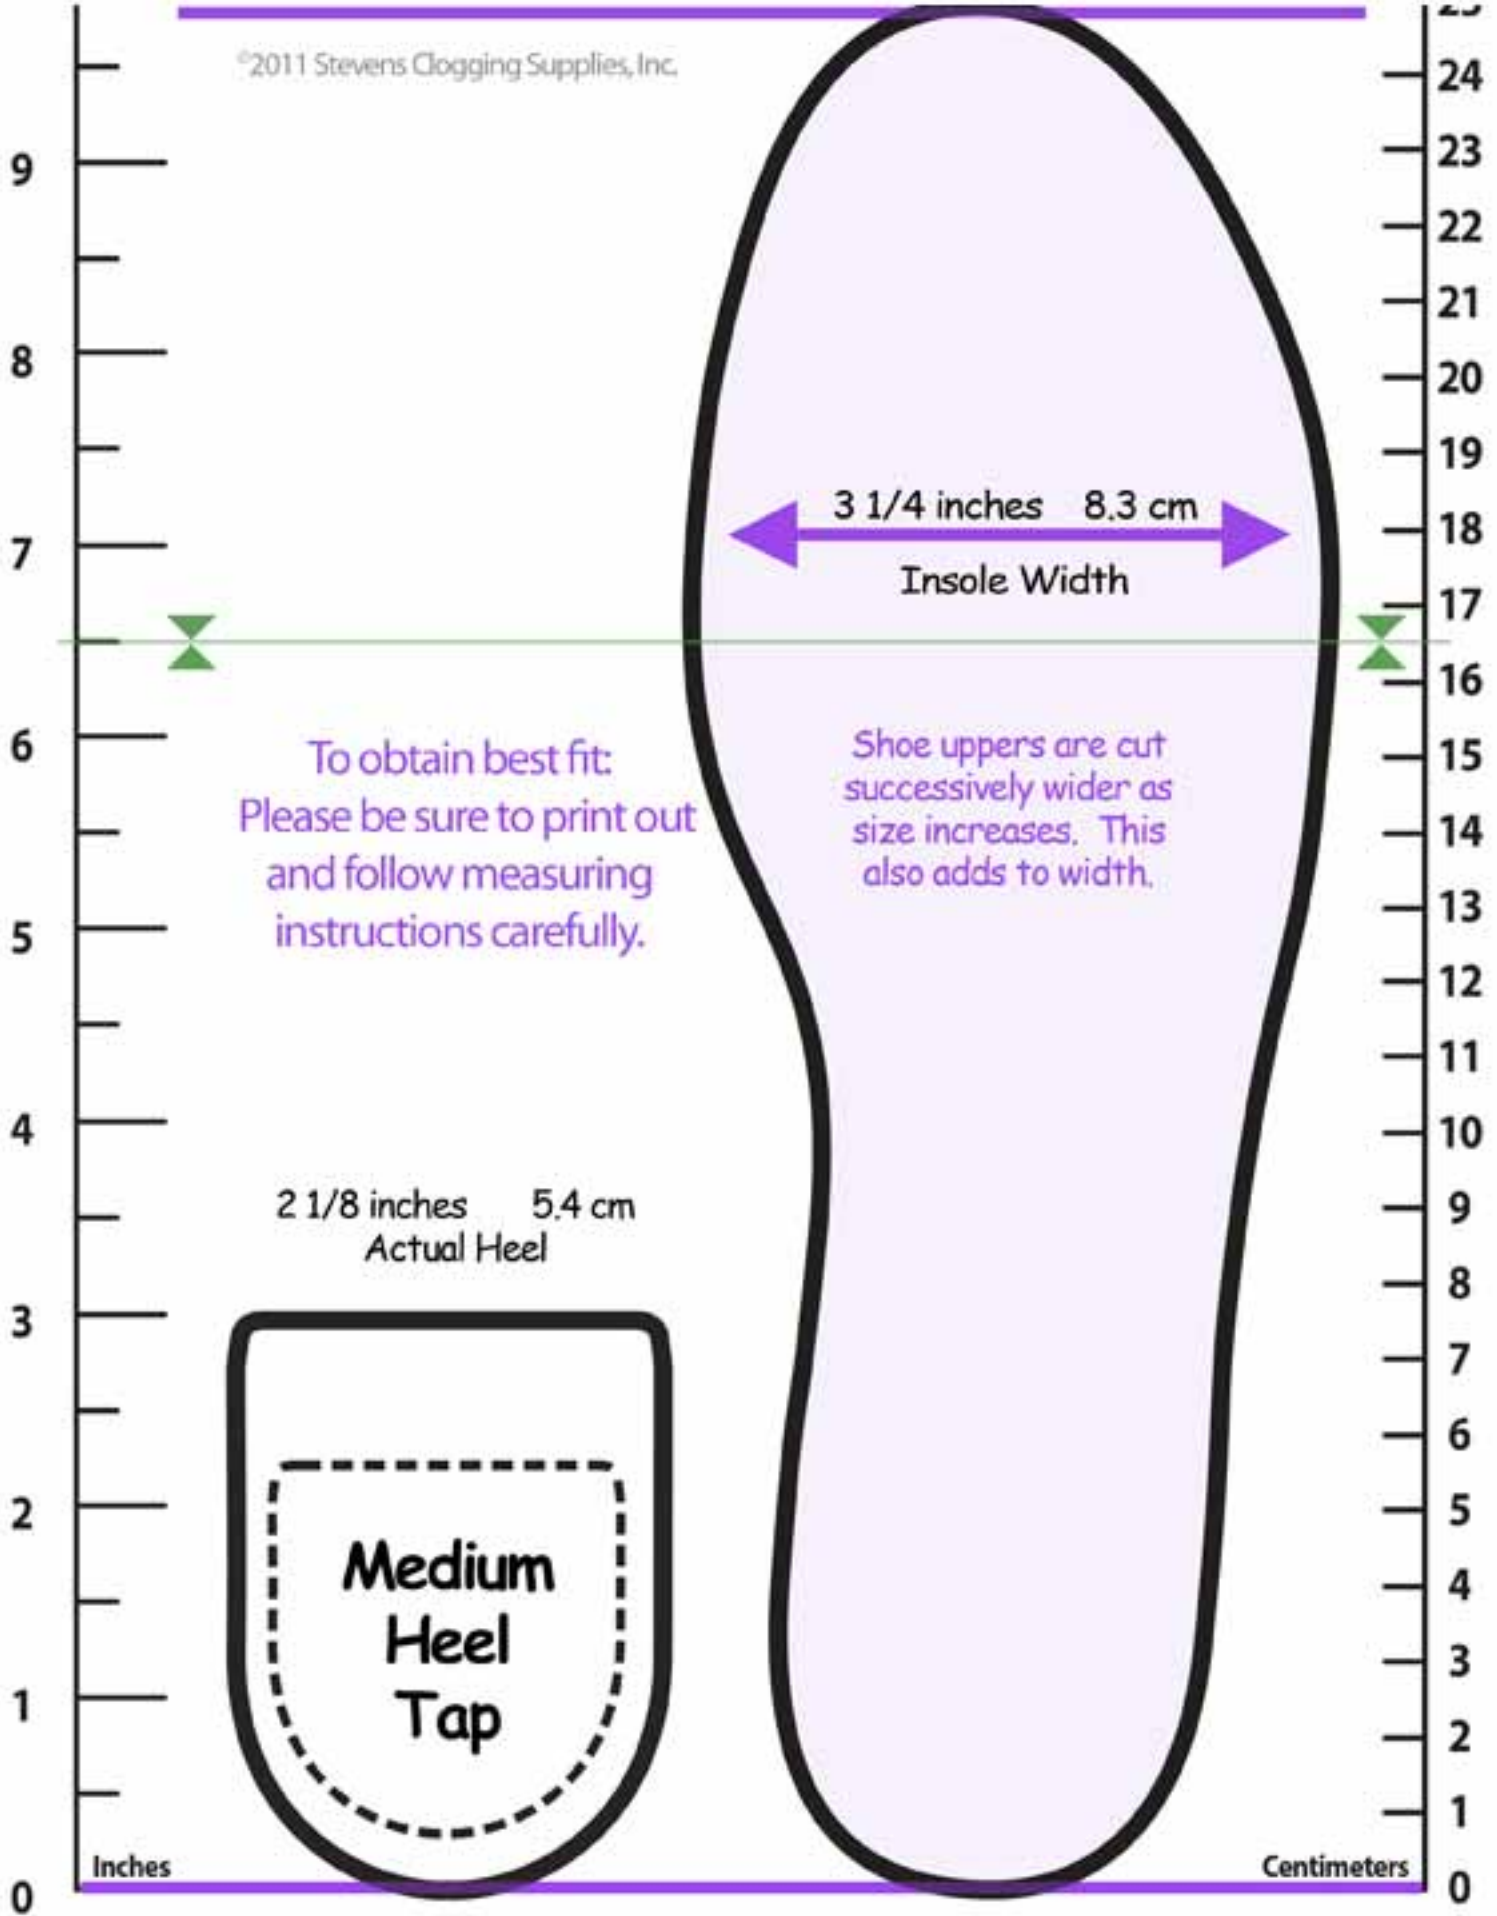 ©2011 Stevens Clogging Supplies, Inc.
9
8
7
6
5
4
3
2
1
0
Inches
24
23
22
21
20
19
18
17
16
15
14
13
12
11
10
9
8
7
6
5
4
3
2
1
0
Centimeters
3 1/4 inches 8.3 cm
Insole Width
To obtain best fit:
Please be sure to print out
and follow measuring
instructions carefully.
Shoe uppers are cut
successively wider as
size increases. This
also adds to width.
2 1/8 inches 5.4 cm
Actual Heel
Medium
Heel
Tap